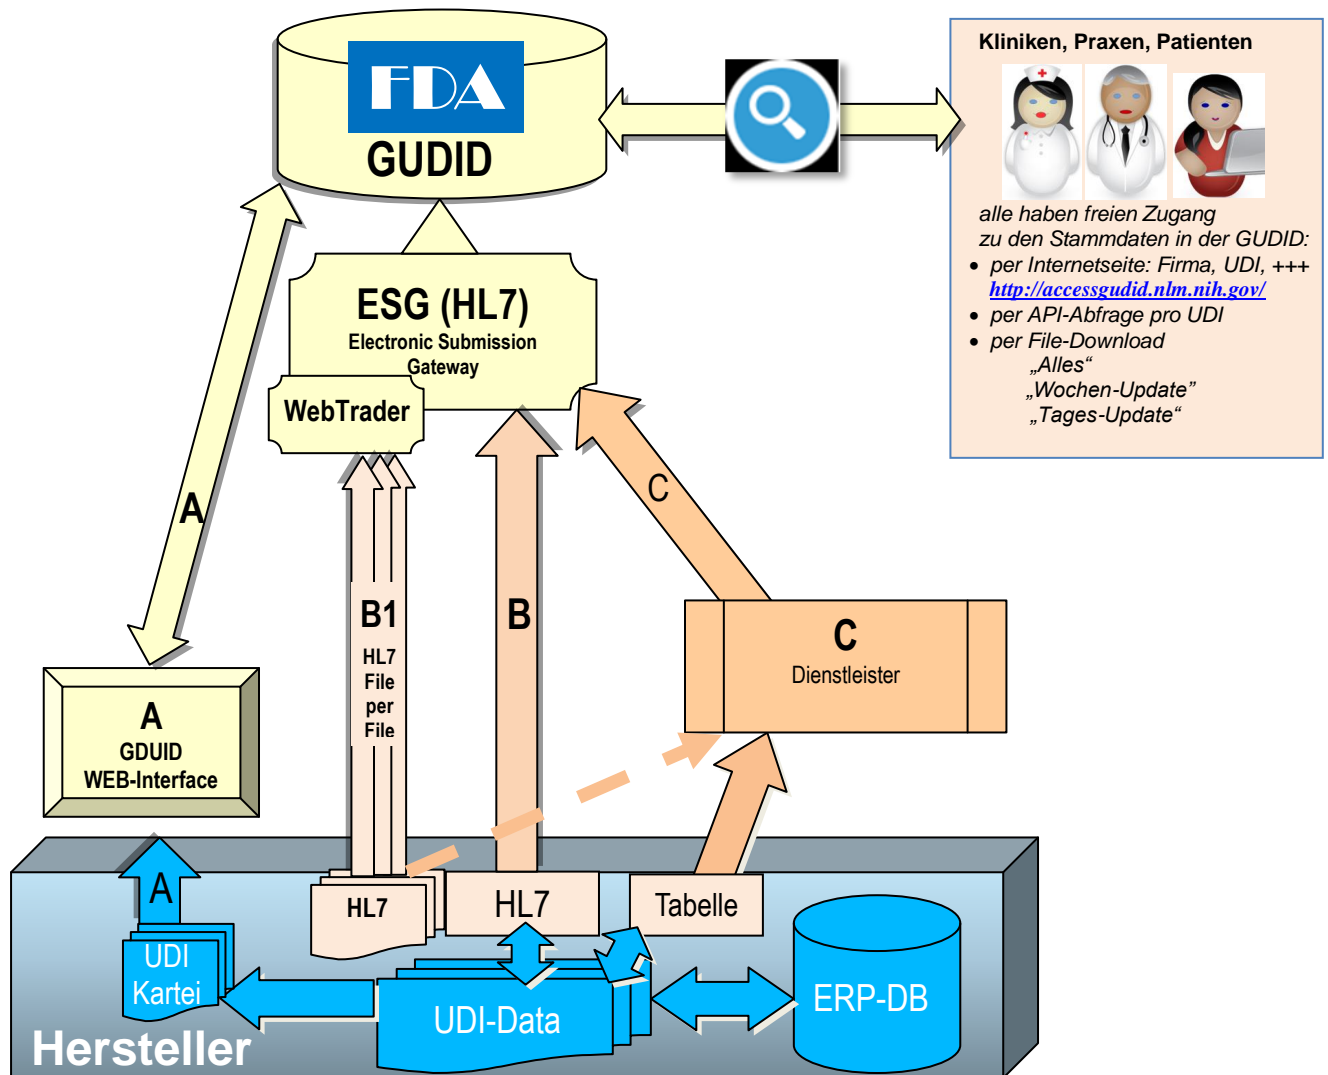 FDA
GUDID
Kliniken, Praxen, Patienten
alle haben freien Zugang
zu den Stammdaten in der GUDID:
• per Internetseite: Firma, UDI, +++
http://accessgudid.nlm.nih.gov/
• per API-Abfrage pro UDI
• per File-Download
„Alles“
„Wochen-Update”
„Tages-Update“
ESG (HL7)
Electronic Submission
Gateway
WebTrader
A
B1
HL7
File
per
File
B
C
C
Dienstleister
A
GDUID
WEB-Interface
A
HL7
HL7
Tabelle
UDI
Kartei
UDI-Data
ERP-DB
Hersteller